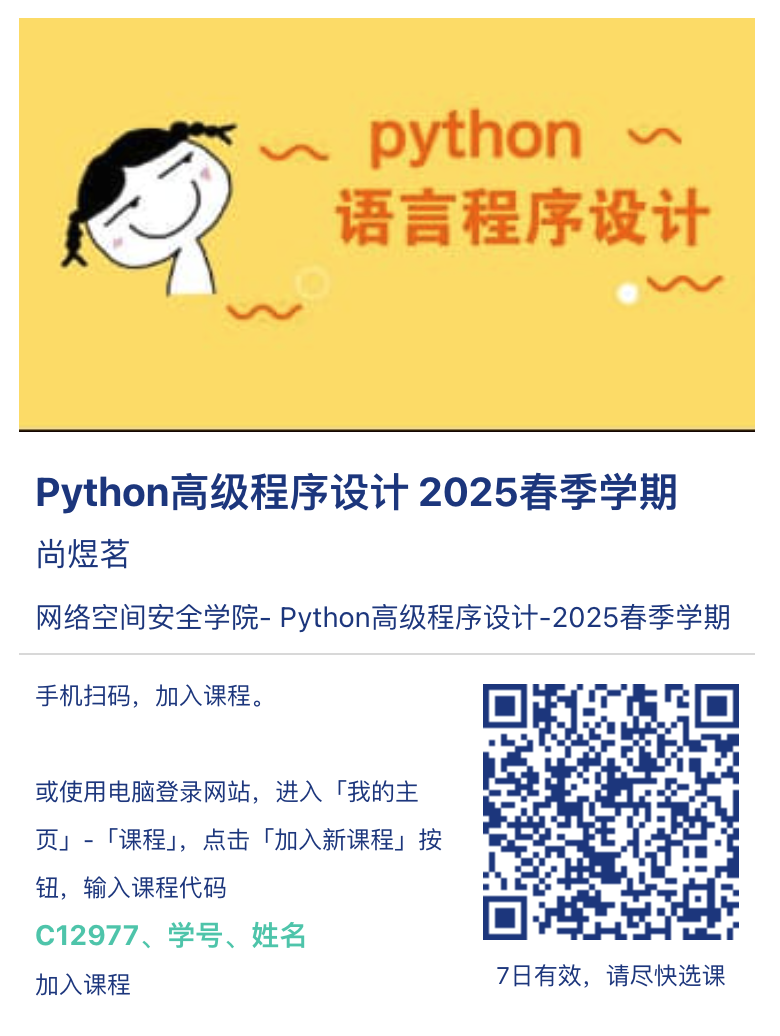 python
语言程序设计
Python高级程序设计 2025春季学期
尚煜茗
网络空间安全学院- Python高级程序设计-2025春季学期
手机扫码，加入课程。
或使用电脑登录网站，进入「我的主
页」-「课程」，点击「加入新课程」按
钮，输入课程代码
C12977、学号、姓名
加入课程
7日有效，请尽快选课